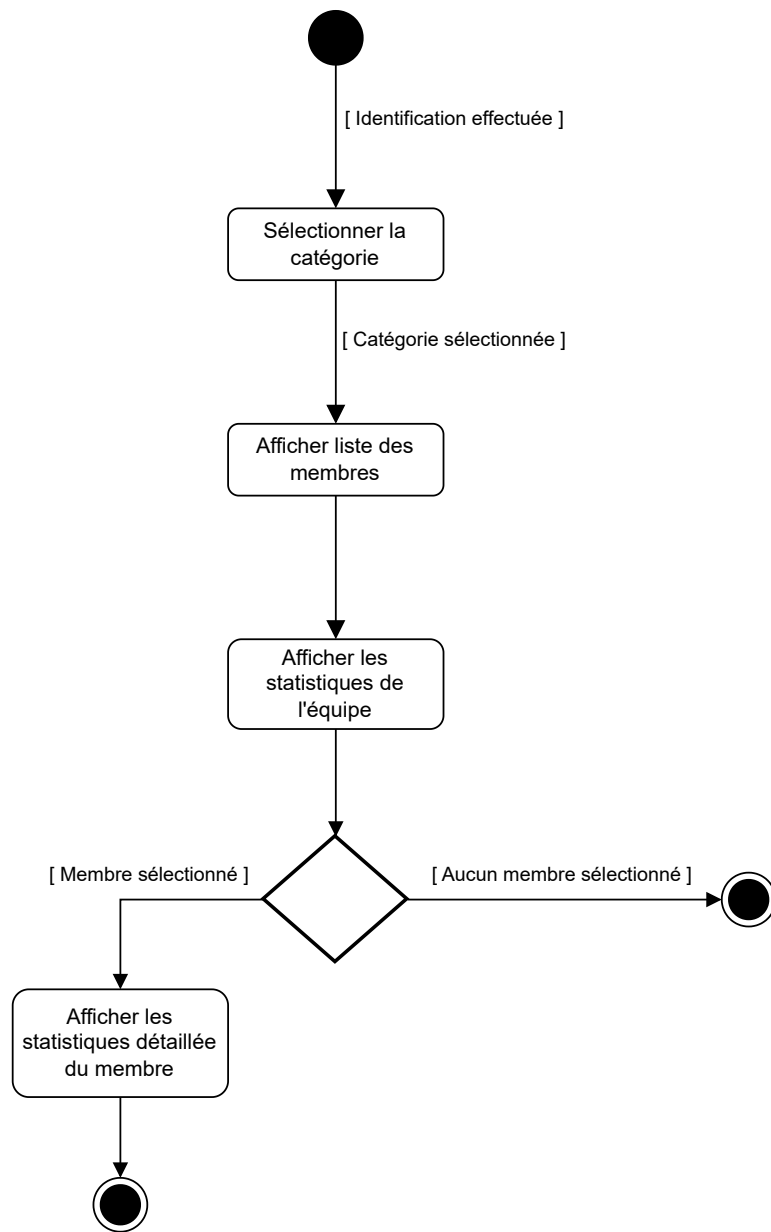 [ Identification effectuée ]
Sélectionner la
catégorie
[ Catégorie sélectionnée ]
Afficher liste des
membres
Afficher les
statistiques de
l'équipe
[ Membre sélectionné ]
[ Aucun membre sélectionné ]
Afficher les
statistiques détaillée
du membre